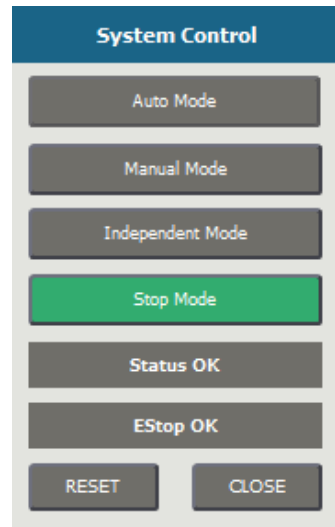 System Control
Auto Mode
Manual Mode
Independent Mode
Stop Mode
Status OK
EStop OK
RESET CLOSE